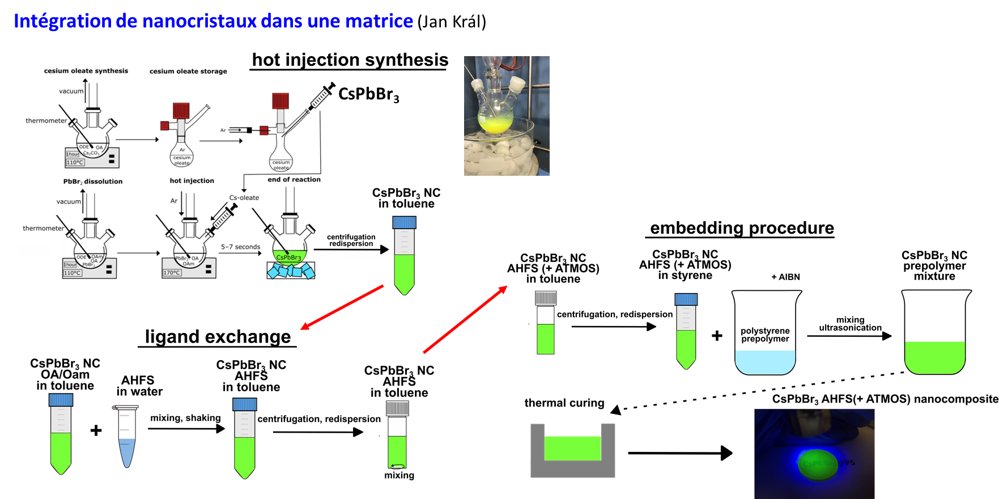 Intégration de nanocristaux dans une matrice (Jan Král)
hot injection synthesis
cesium oleate synthesis
cesium oleate storage
vacuum
thermometer
ODE OA
Cs₂CO₃
1hour
110°C
Ar
cesium
oleate
Ar
cesium
oleate
CsPbBr₃
PbBr₂ dissolution
hot injection
end of reaction
vacuum
thermometer
ODE OAm
OA
PbBr₂
1hour
110°C
Ar
Cs-oleate
PbBr₂ OA
OAm
170°C
5–7 seconds
CsPbBr3
centrifugation
redispersion
CsPbBr₃ NC
in toluene
ligand exchange
CsPbBr₃ NC
OA/Oam
in toluene
+
AHFS
in water
mixing, shaking
CsPbBr₃ NC
AHFS
in toluene
centrifugation, redispersion
CsPbBr₃ NC
AHFS
in toluene
mixing
embedding procedure
CsPbBr₃ NC
AHFS (+ ATMOS)
in toluene
centrifugation, redispersion
CsPbBr₃ NC
AHFS (+ ATMOS)
in styrene
+
+ AIBN
polystyrene
prepolymer
mixing
ultrasonication
CsPbBr₃ NC
prepolymer
mixture
thermal curing
CsPbBr₃ AHFS(+ ATMOS) nanocomposite
CsPbBr₃@PS